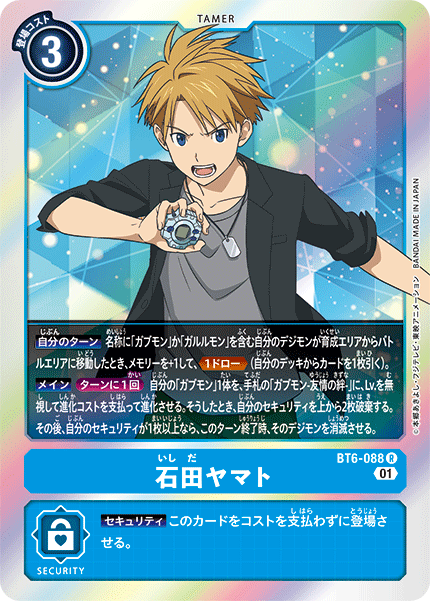 TAMER
登場コスト
3
自分のターン 名称に「ガブモン」か「ガルルモン」を含む自分のデジモンが育成エリアからバト
ルエリアに移動したとき、メモリーを+1して、1ドロー（自分のデッキからカードを1枚引く）。
メイン ターンに1回 自分の「ガブモン」1体を、手札の「ガブモン-友情の絆-」に、Lv.を無
視して進化コストを支払って進化させる。そうしたとき、自分のセキュリティを上から2枚破棄する。
その後、自分のセキュリティが1枚以上なら、このターン終了時、そのデジモンを消滅させる。
©本郷あきよし・フジテレビ・東映アニメーション BANDAI MADE IN JAPAN
BT6-088 R
いし だ
石田ヤマト
01
セキュリティ このカードをコストを支払わずに登場さ
せる。
SECURITY